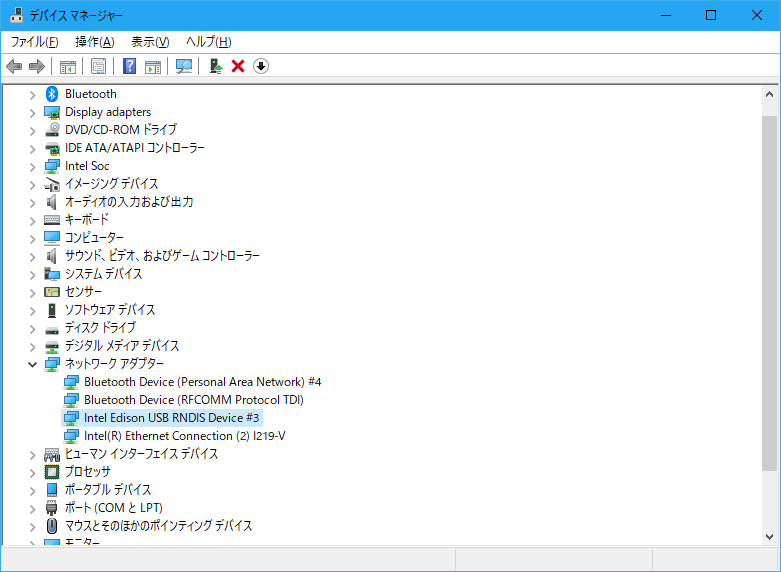 デバイス マネージャー
ファイル(F) 操作(A) 表示(V) ヘルプ(H)
Bluetooth
Display adapters
DVD/CD-ROM ドライブ
IDE ATA/ATAPI コントローラー
Intel Soc
イメージング デバイス
オーディオの入力および出力
キーボード
コンピューター
サウンド、ビデオ、およびゲーム コントローラー
システム デバイス
センサー
ソフトウェア デバイス
ディスク ドライブ
デジタル メディア デバイス
ネットワーク アダプター
Bluetooth Device (Personal Area Network) #4
Bluetooth Device (RFCOMM Protocol TDI)
Intel Edison USB RNDIS Device #3
Intel(R) Ethernet Connection (2) I219-V
ヒューマン インターフェイス デバイス
プロセッサ
ポータブル デバイス
ポート (COM と LPT)
マウスとそのほかのポインティング デバイス
モニター